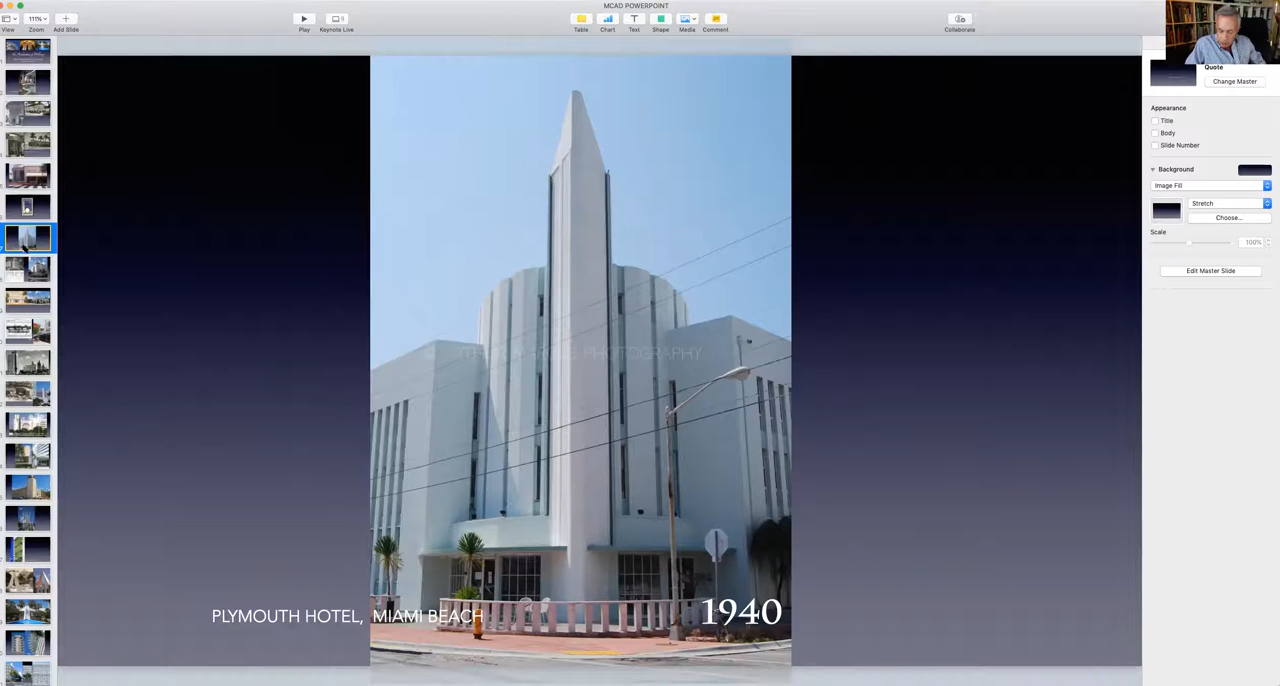 MCAD POWERPOINT
111%
View
Zoom
Add Slide
Play
Keynote Live
Table
Chart
Text
Shape
Media
Comment
Collaborate
Quote
Change Master
Appearance
Title
Body
Slide Number
Background
Image Fill
Stretch
Choose...
Scale
100%
Edit Master Slide
PHOTOGRAPHY
PLYMOUTH HOTEL, MIAMI BEACH
1940